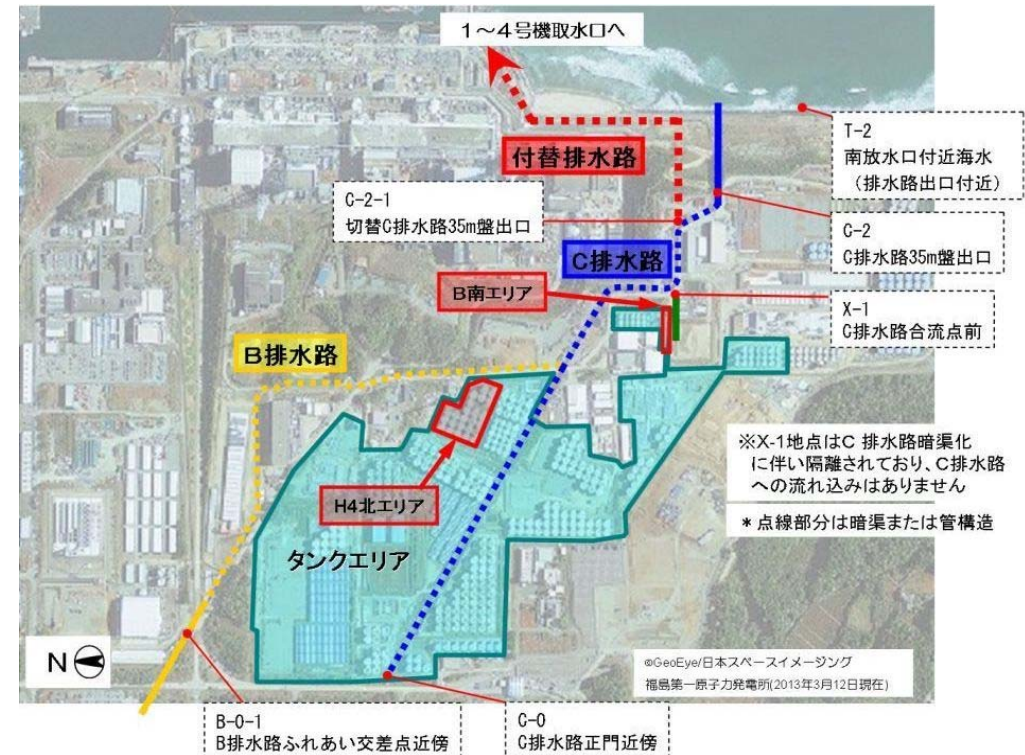 1～4号機取水口へ
T-2
南放水口付近海水
（排水路出口付近）
付替排水路
C-2-1
切替C排水路35m盤出口
C-2
C排水路35m盤出口
C排水路
B南エリア
X-1
C排水路合流点前
B排水路
※X-1地点はC 排水路暗渠化
に伴い隔離されており、C排水路
への流れ込みはありません
H4北エリア
＊点線部分は暗渠または管構造
タンクエリア
N
©GeoEye/日本スペースイメージング
福島第一原子力発電所(2013年3月12日現在)
B-0-1
B排水路ふれあい交差点近傍
C-0
C排水路正門近傍